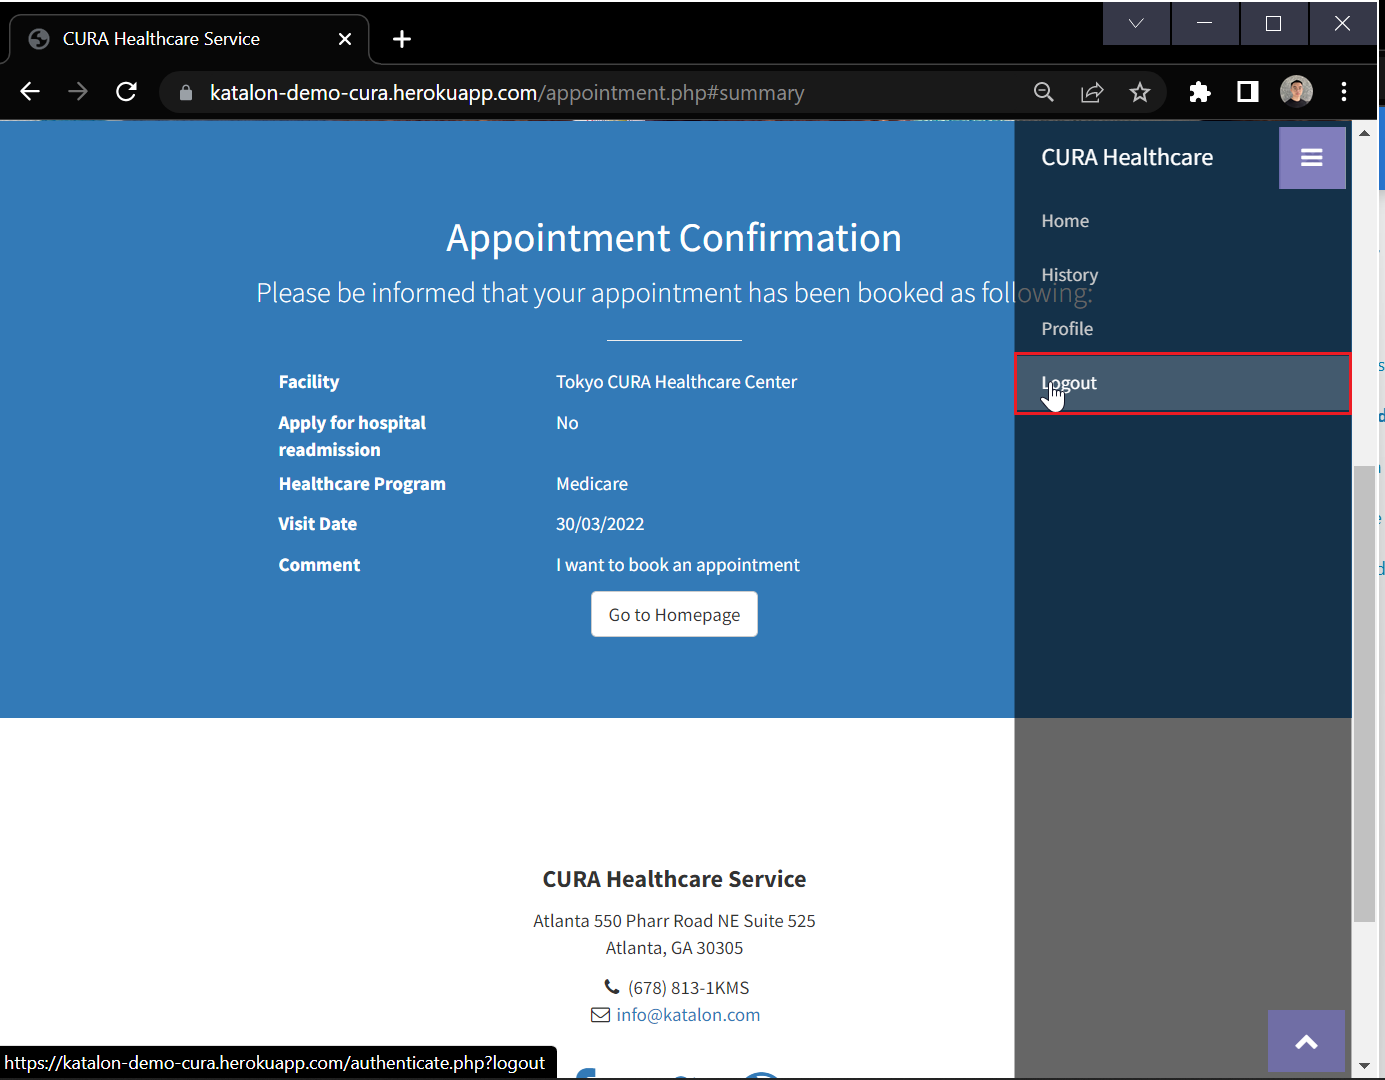 CURA Healthcare Service
katalon-demo-cura.herokuapp.com/appointment.php#summary
CURA Healthcare
Home
History
Profile
Logout
Appointment Confirmation
Please be informed that your appointment has been booked as following:
Facility Tokyo CURA Healthcare Center
Apply for hospital No
readmission
Healthcare Program Medicare
Visit Date 30/03/2022
Comment I want to book an appointment
Go to Homepage
CURA Healthcare Service
Atlanta 550 Pharr Road NE Suite 525
Atlanta, GA 30305
(678) 813-1KMS
info@katalon.com
https://katalon-demo-cura.herokuapp.com/authenticate.php?logout